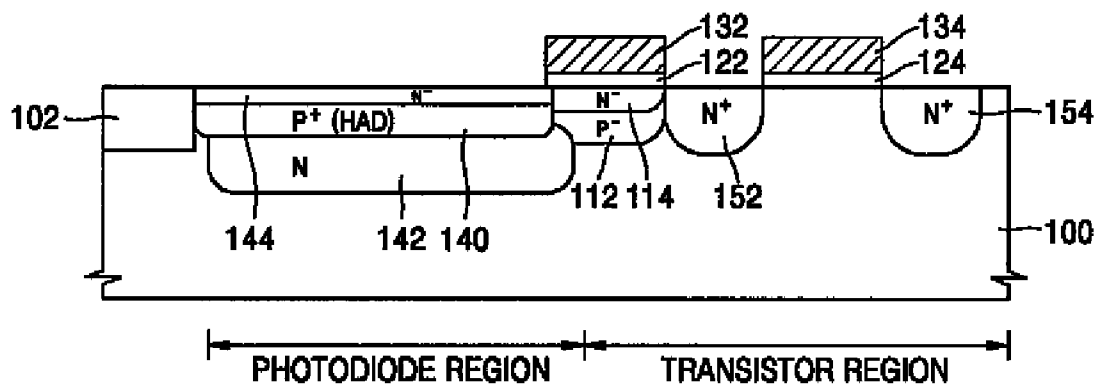 132
134
122
124
102
N⁻
P⁺ (HAD)
N⁻
P⁻
N⁺
N⁺
154
N
144
142
140
112
114
152
100
PHOTODIODE REGION
TRANSISTOR REGION